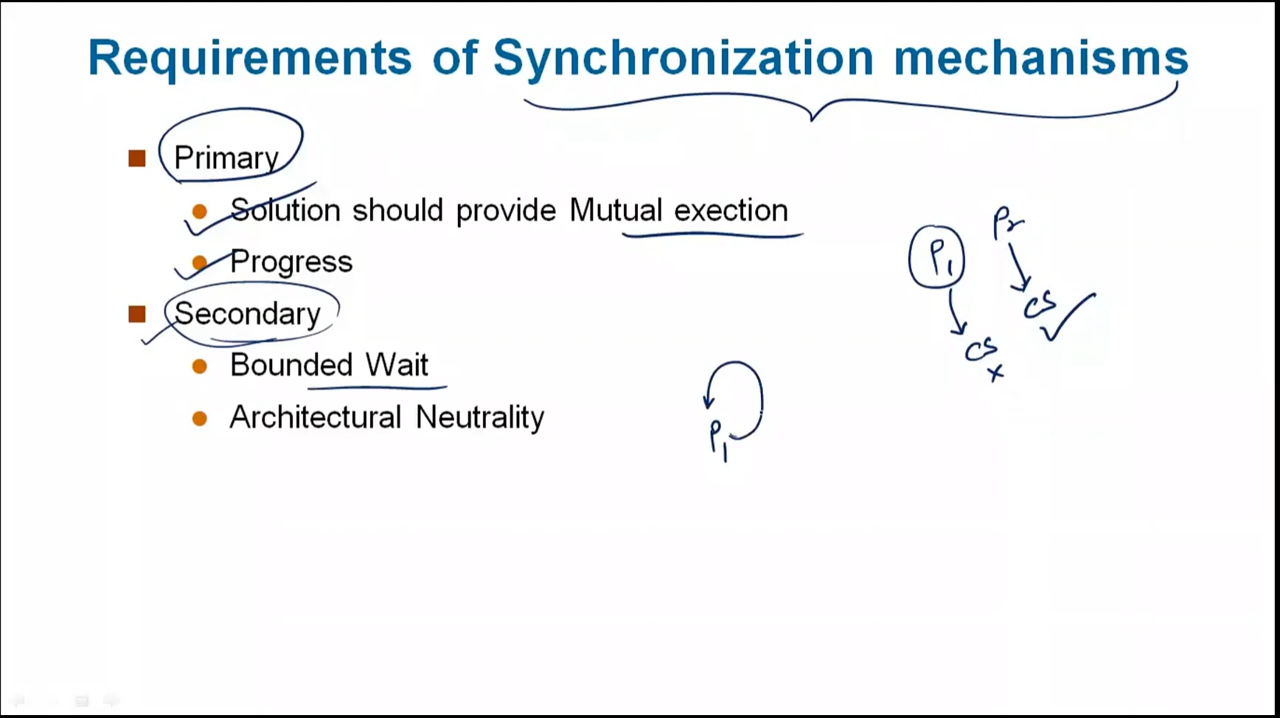 Requirements of Synchronization mechanisms
Primary
Solution should provide Mutual exection
Progress
Secondary
Bounded Wait
Architectural Neutrality
P1
P2
CS
CS
P1